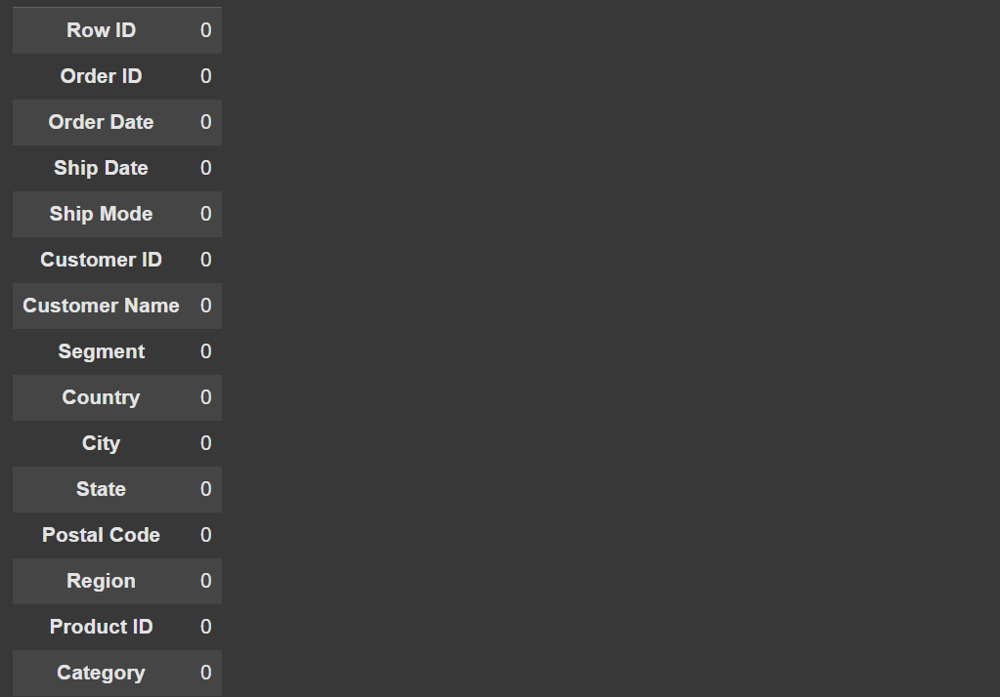 Row ID 0
Order ID 0
Order Date 0
Ship Date 0
Ship Mode 0
Customer ID 0
Customer Name 0
Segment 0
Country 0
City 0
State 0
Postal Code 0
Region 0
Product ID 0
Category 0